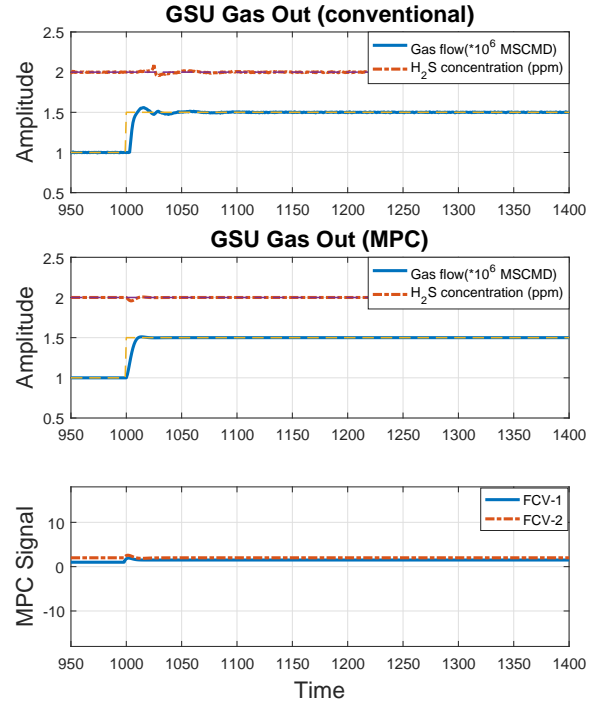 GSU Gas Out (conventional)
2.5
2
1.5
1
0.5
Amplitude
Gas flow(*10^6 MSCMD)
H_2S concentration (ppm)
950 1000 1050 1100 1150 1200 1250 1300 1350 1400
GSU Gas Out (MPC)
2.5
2
1.5
1
0.5
Amplitude
Gas flow(*10^6 MSCMD)
H_2S concentration (ppm)
950 1000 1050 1100 1150 1200 1250 1300 1350 1400
10
0
-10
MPC Signal
FCV-1
FCV-2
950 1000 1050 1100 1150 1200 1250 1300 1350 1400
Time